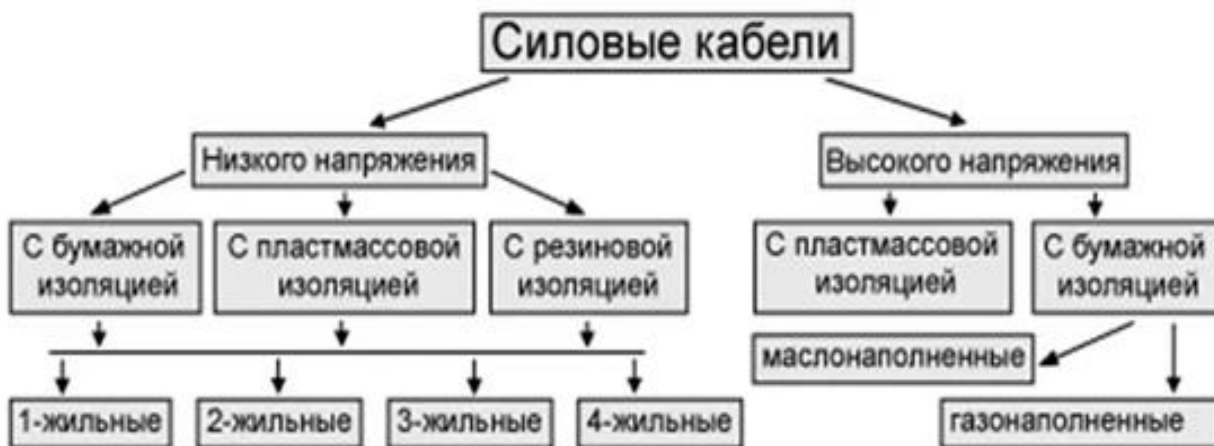 Силовые кабели
Низкого напряжения
Высокого напряжения
С бумажной
изоляцией
С пластмассовой
изоляцией
С резиновой
изоляцией
С пластмассовой
изоляцией
С бумажной
изоляцией
маслонаполненные
1-жильные
2-жильные
3-жильные
4-жильные
газонаполненные